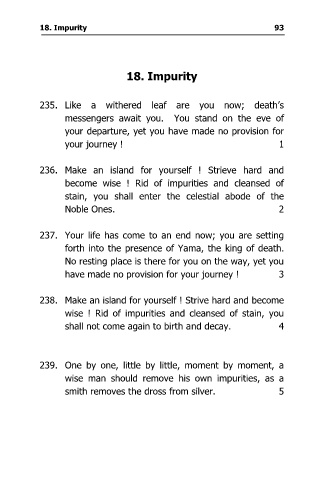 18. Impurity 93
18. Impurity
235. Like a withered leaf are you now; death's
messengers await you. You stand on the eve of
your departure, yet you have made no provision for
your journey ! 1
236. Make an island for yourself ! Strieve hard and
become wise ! Rid of impurities and cleansed of
stain, you shall enter the celestial abode of the
Noble Ones. 2
237. Your life has come to an end now; you are setting
forth into the presence of Yama, the king of death.
No resting place is there for you on the way, yet you
have made no provision for your journey ! 3
238. Make an island for yourself ! Strive hard and become
wise ! Rid of impurities and cleansed of stain, you
shall not come again to birth and decay. 4
239. One by one, little by little, moment by moment, a
wise man should remove his own impurities, as a
smith removes the dross from silver. 5